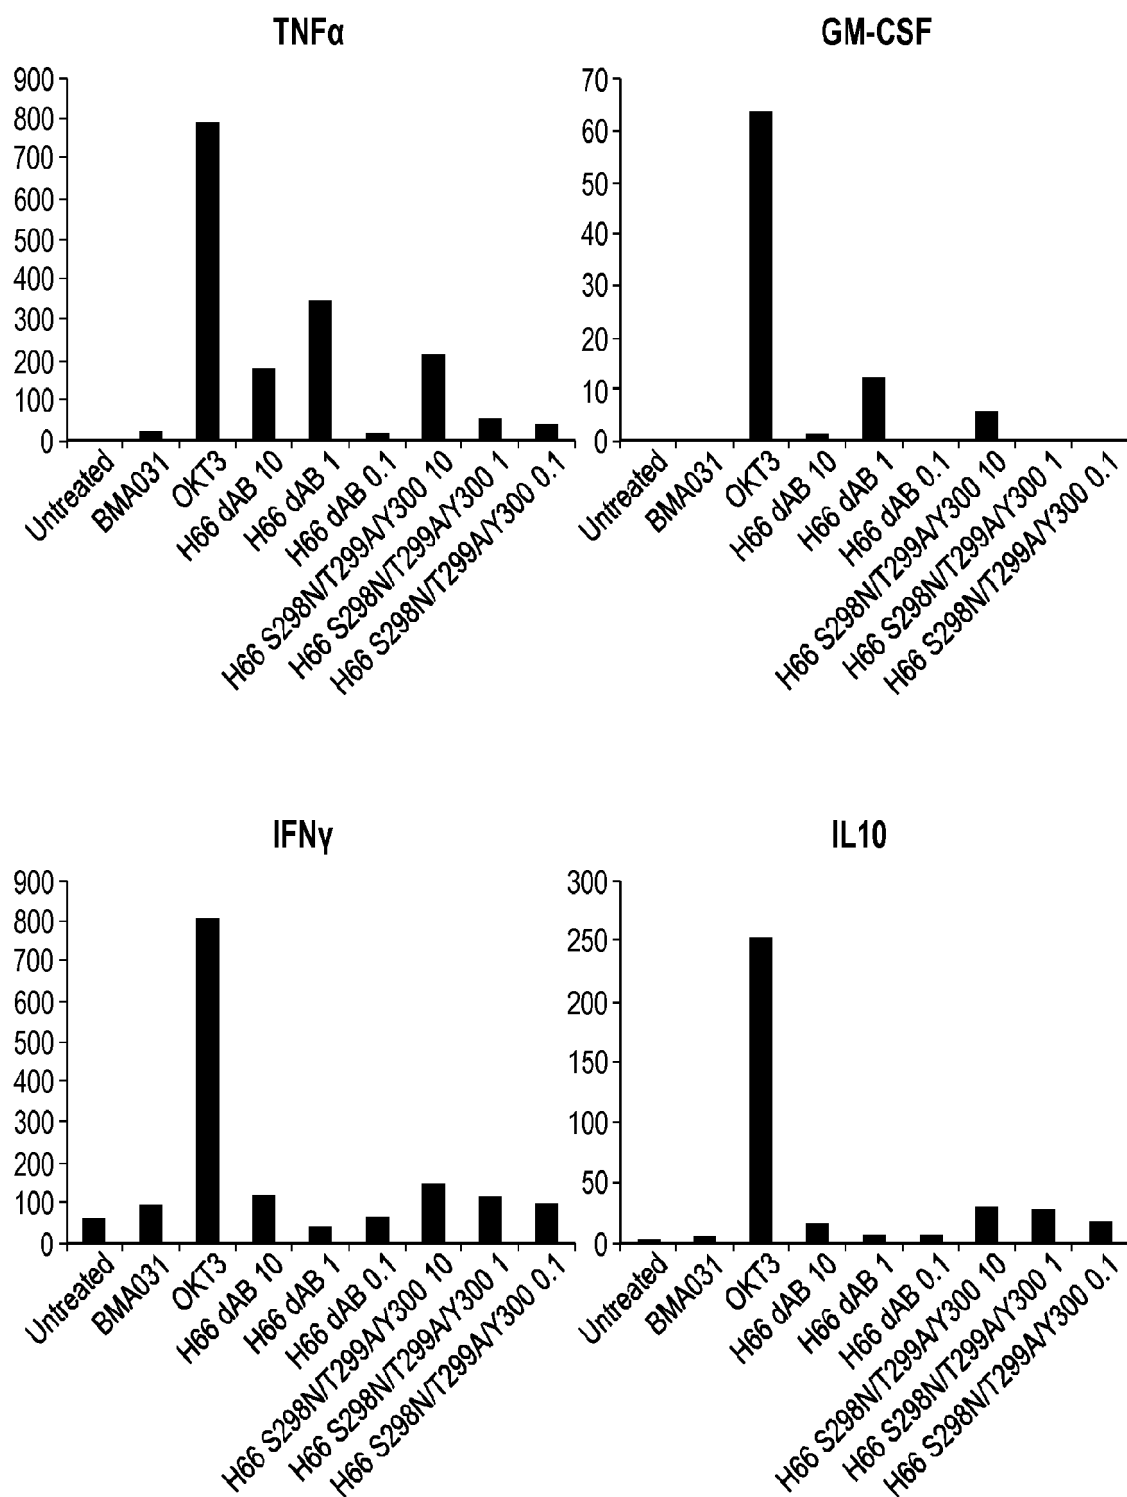 TNFα
900
800
700
600
500
400
300
200
100
0
Untreated
BMA031
OKT3
H66 dAB 10
H66 dAB 1
H66 dAB 0.1
H66 S298N/T299A/Y300 10
H66 S298N/T299A/Y300 1
H66 S298N/T299A/Y300 0.1
GM-CSF
70
60
50
40
30
20
10
0
Untreated
BMA031
OKT3
H66 dAB 10
H66 dAB 1
H66 dAB 0.1
H66 S298N/T299A/Y300 10
H66 S298N/T299A/Y300 1
H66 S298N/T299A/Y300 0.1
IFNγ
900
800
700
600
500
400
300
200
100
0
Untreated
BMA031
OKT3
H66 dAB 10
H66 dAB 1
H66 dAB 0.1
H66 S298N/T299A/Y300 10
H66 S298N/T299A/Y300 1
H66 S298N/T299A/Y300 0.1
IL10
300
250
200
150
100
50
0
Untreated
BMA031
OKT3
H66 dAB 10
H66 dAB 1
H66 dAB 0.1
H66 S298N/T299A/Y300 10
H66 S298N/T299A/Y300 1
H66 S298N/T299A/Y300 0.1